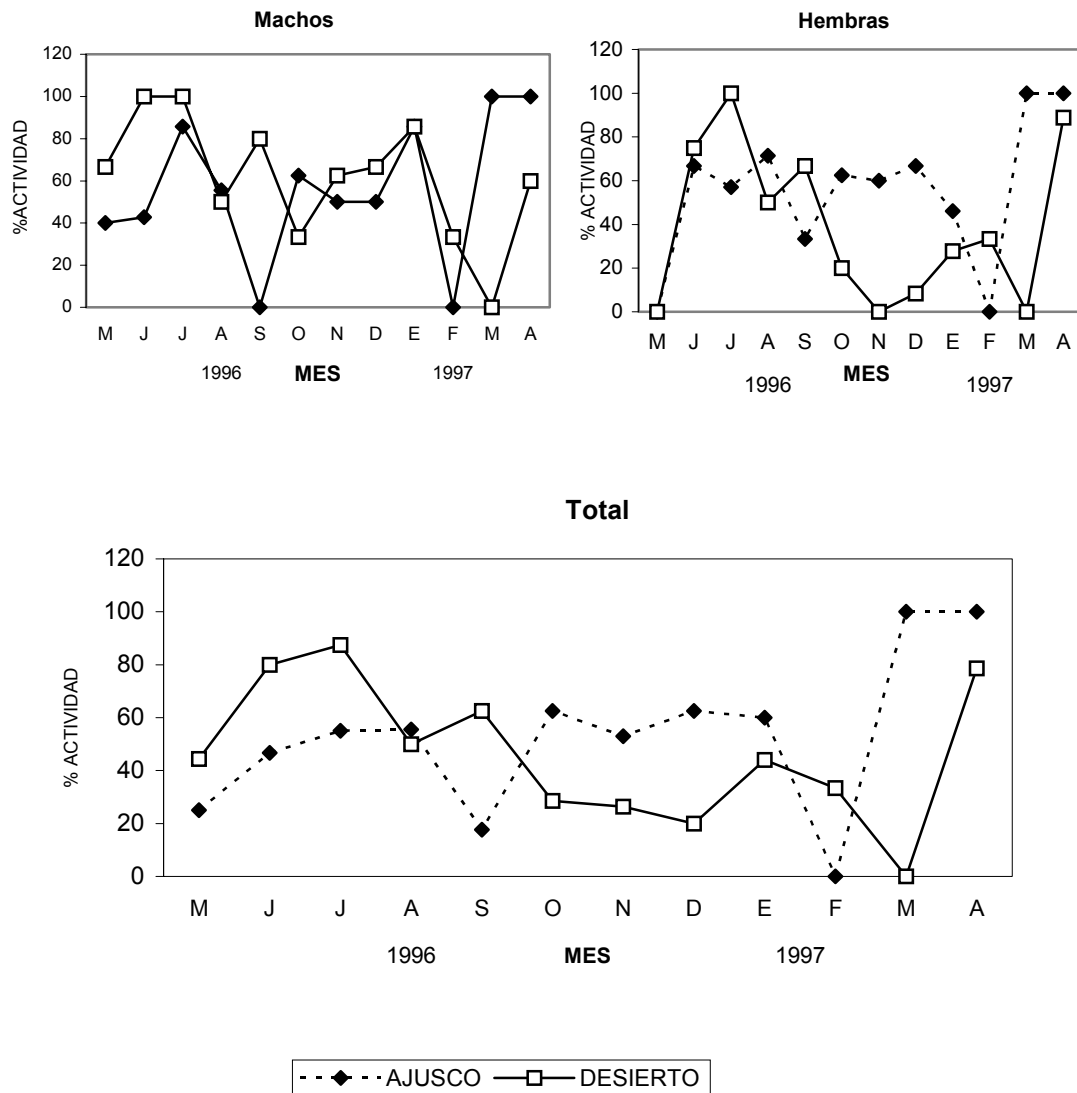 Machos
120
100
80
60
40
20
0
%ACTIVIDAD
M J J A S O N D E F M A
1996 MES 1997
Hembras
120
100
80
60
40
20
0
% ACTIVIDAD
M J J A S O N D E F M A
1996 MES 1997
Total
120
100
80
60
40
20
0
% ACTIVIDAD
M J J A S O N D E F M A
1996 MES 1997
AJUSCO DESIERTO